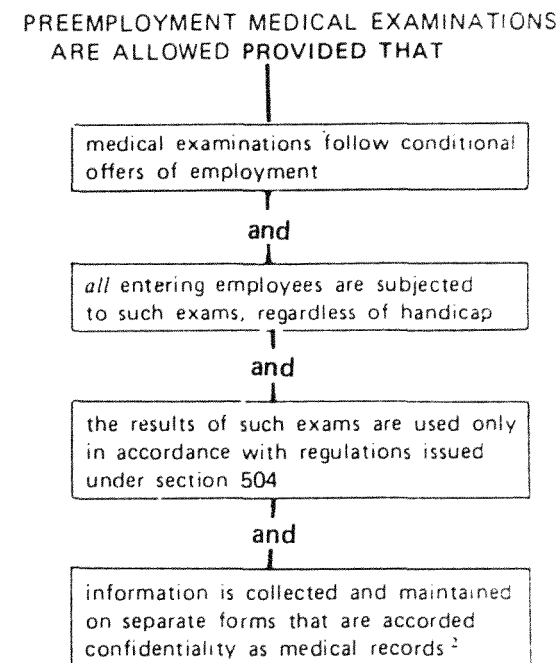 PREEMPLOYMENT MEDICAL EXAMINATIONS
ARE ALLOWED PROVIDED THAT
medical examinations follow conditional
offers of employment
and
all entering employees are subjected
to such exams, regardless of handicap
and
the results of such exams are used only
in accordance with regulations issued
under section 504
and
information is collected and maintained
on separate forms that are accorded
confidentiality as medical records 2